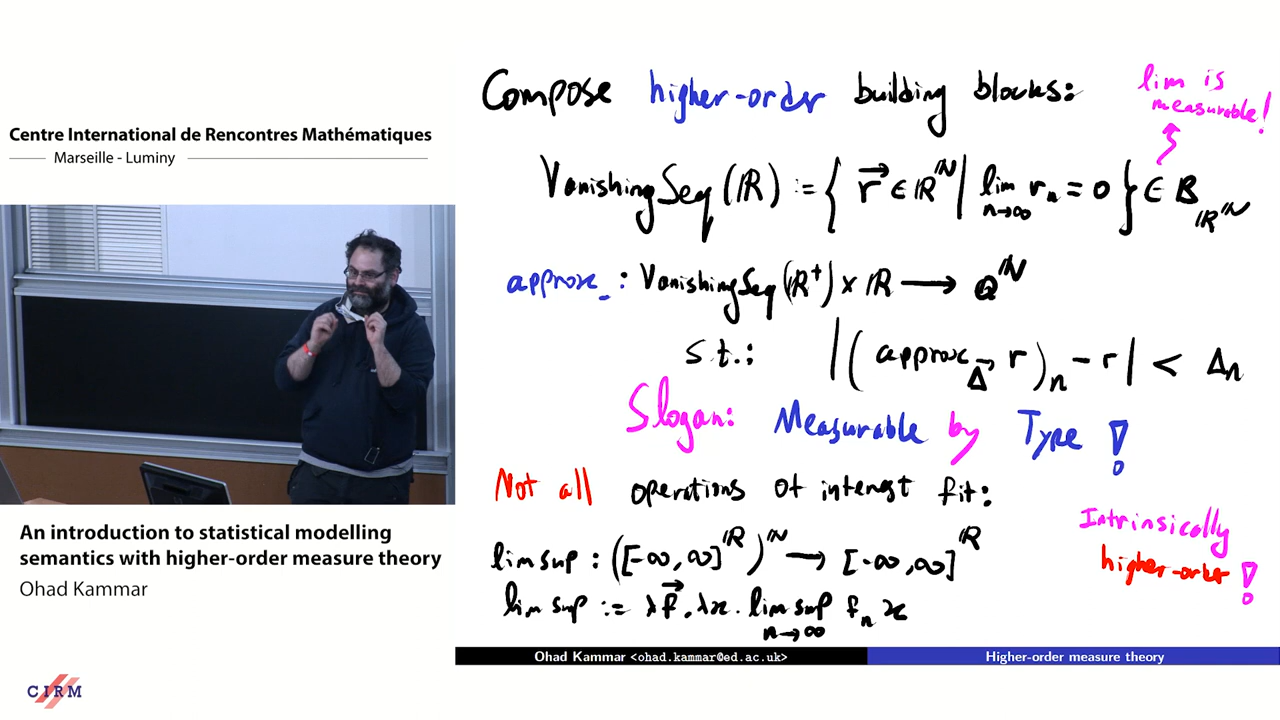 Centre International de Rencontres Mathématiques
Marseille - Luminy
An introduction to statistical modelling
semantics with higher-order measure theory
Ohad Kammar
CIRM
Compose higher-order building blocks:
lim is
measurable!
VanishingSeq(ℝ) := { r⃗ ∈ ℝ^ℕ | lim_{n→∞} r_n = 0 } ∈ B_{ℝ^ℕ}
approx_ : VanishingSeq(ℝ⁺) × ℝ → ℚ^ℕ
s.t.: |(approx_{Δ⃗} r)_n - r| < Δ_n
Slogan: Measurable by Type!
Not all operations of interest fit:
Intrinsically
higher-order!
limsup : ([-∞,∞]^ℝ)^ℕ → [-∞,∞]^ℝ
limsup := λf⃗.λx. limsup_{n→∞} f_n x
Ohad Kammar <ohad.kammar@ed.ac.uk>
Higher-order measure theory